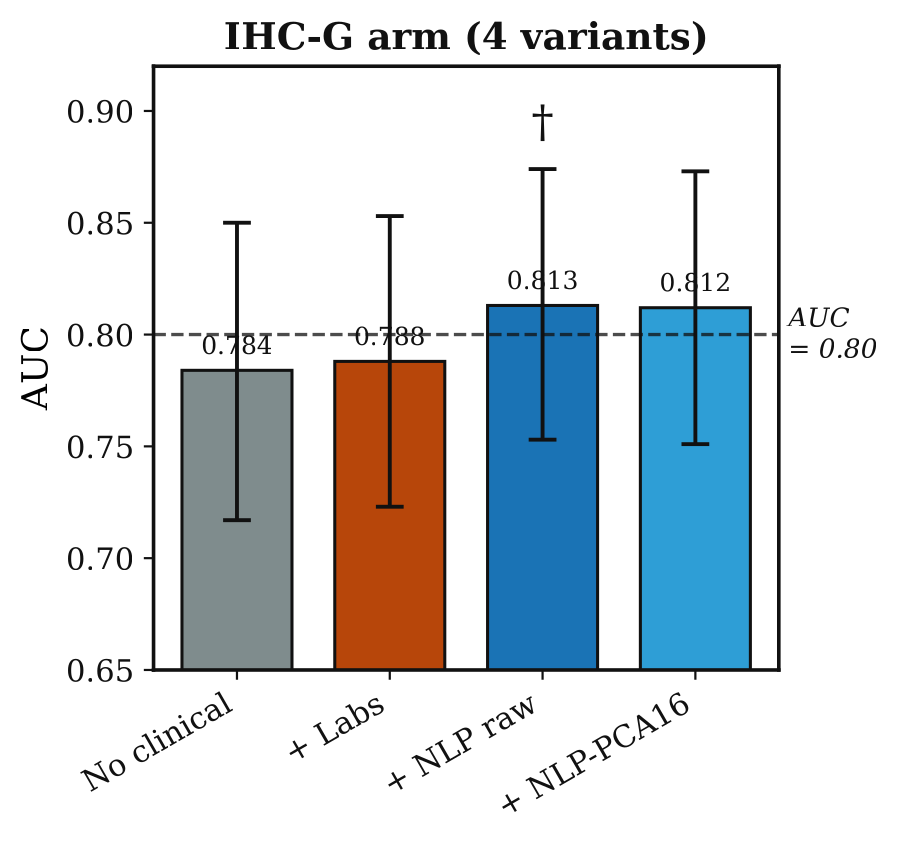 IHC-G arm (4 variants)
†
0.90
0.85
0.80
0.75
0.70
0.65
AUC
0.784
0.788
0.813
0.812
AUC
= 0.80
No clinical
+ Labs
+ NLP raw
+ NLP-PCA16